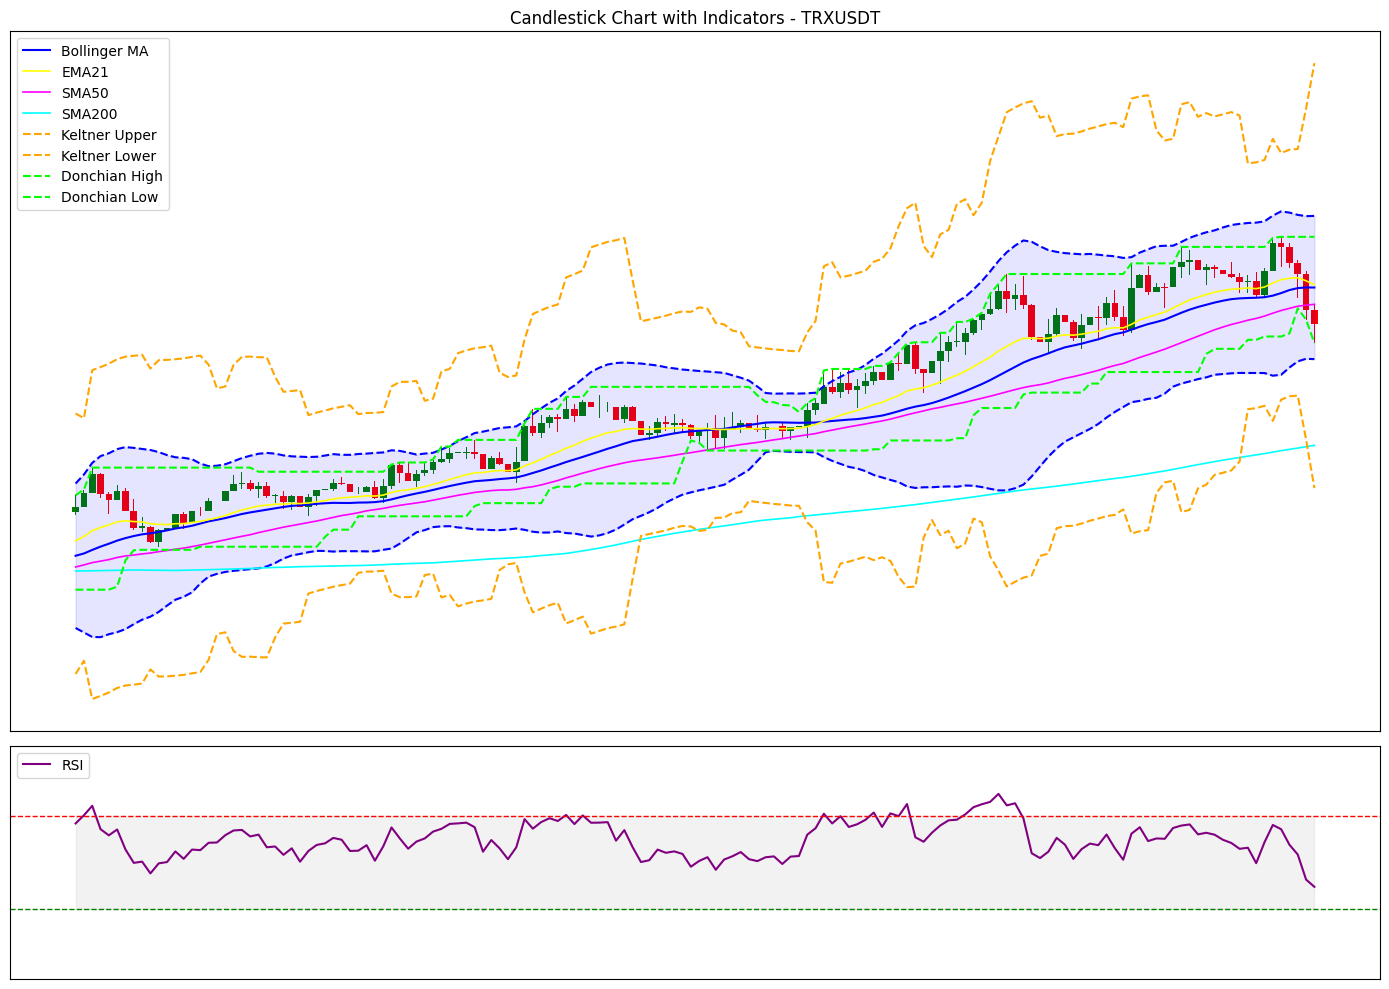 Candlestick Chart with Indicators - TRXUSDT
Bollinger MA
EMA21
SMA50
SMA200
Keltner Upper
Keltner Lower
Donchian High
Donchian Low
RSI